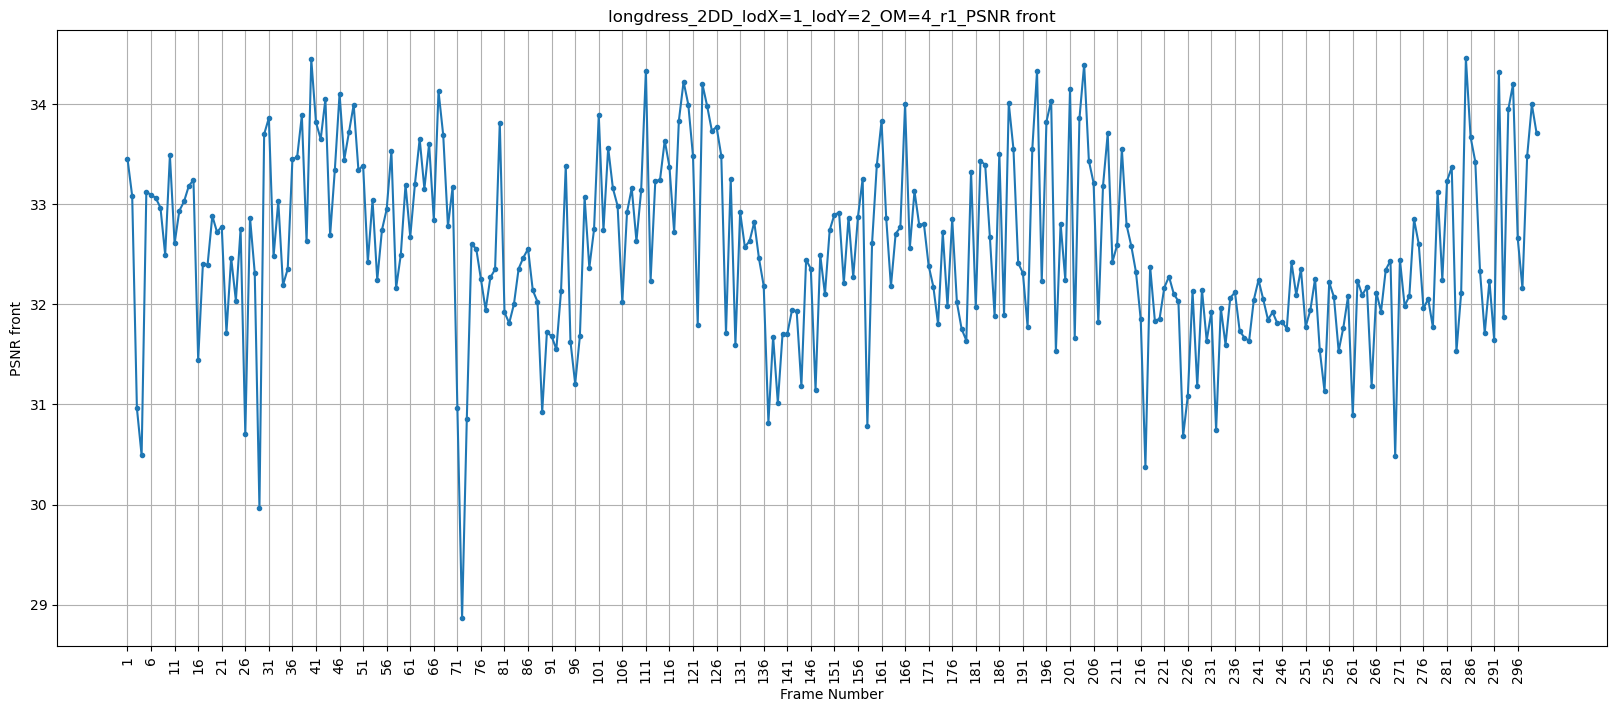 longdress_2DD_lodX=1_lodY=2_OM=4_r1_PSNR front
PSNR front
34
33
32
31
30
29
1 6 11 16 21 26 31 36 41 46 51 56 61 66 71 76 81 86 91 96 101 106 111 116 121 126 131 136 141 146 151 156 161 166 171 176 181 186 191 196 201 206 211 216 221 226 231 236 241 246 251 256 261 266 271 276 281 286 291 296
Frame Number